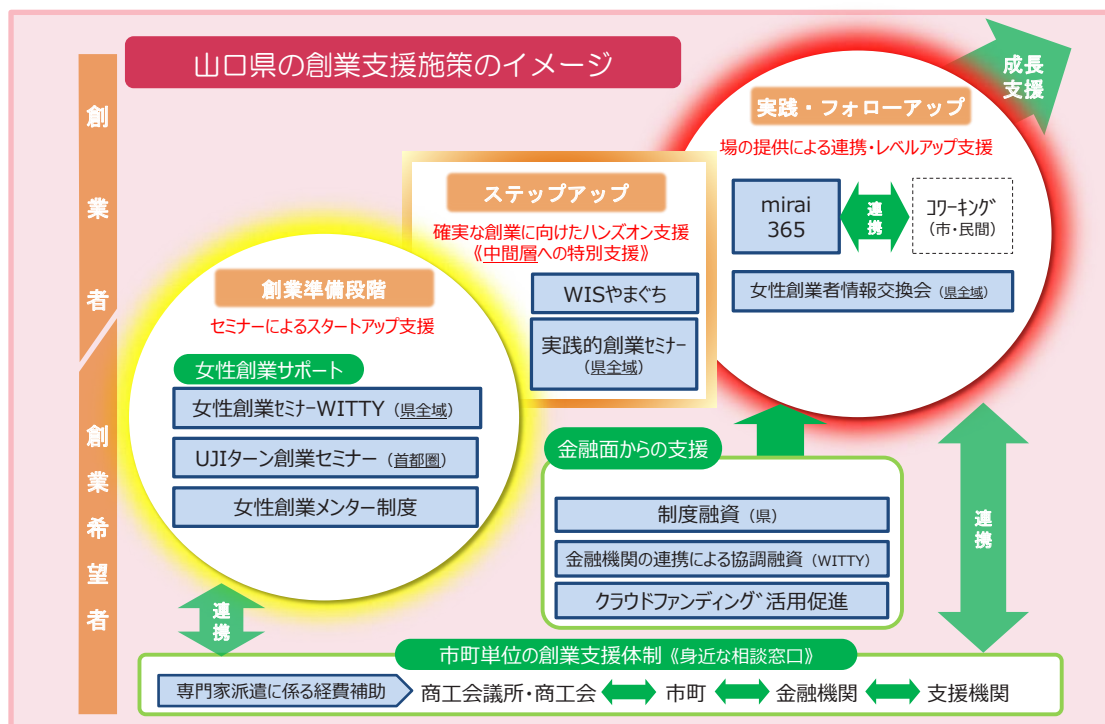 山口県の創業支援施策のイメージ
創業者／創業希望者
成長
支援
実践・フォローアップ
場の提供による連携・レベルアップ支援
mirai
365
連携
コワーキング
(市・民間)
女性創業者情報交換会（県全域）
ステップアップ
確実な創業に向けたハンズオン支援
《中間層への特別支援》
WISやまぐち
実践的創業セミナー
（県全域）
創業準備段階
セミナーによるスタートアップ支援
女性創業サポート
女性創業セミナーWITTY（県全域）
UJIターン創業セミナー（首都圏）
女性創業メンター制度
金融面からの支援
制度融資（県）
金融機関の連携による協調融資（WITTY）
クラウドファンディング活用促進
連携
連携
市町単位の創業支援体制《身近な相談窓口》
専門家派遣に係る経費補助
商工会議所・商工会 市町 金融機関 支援機関